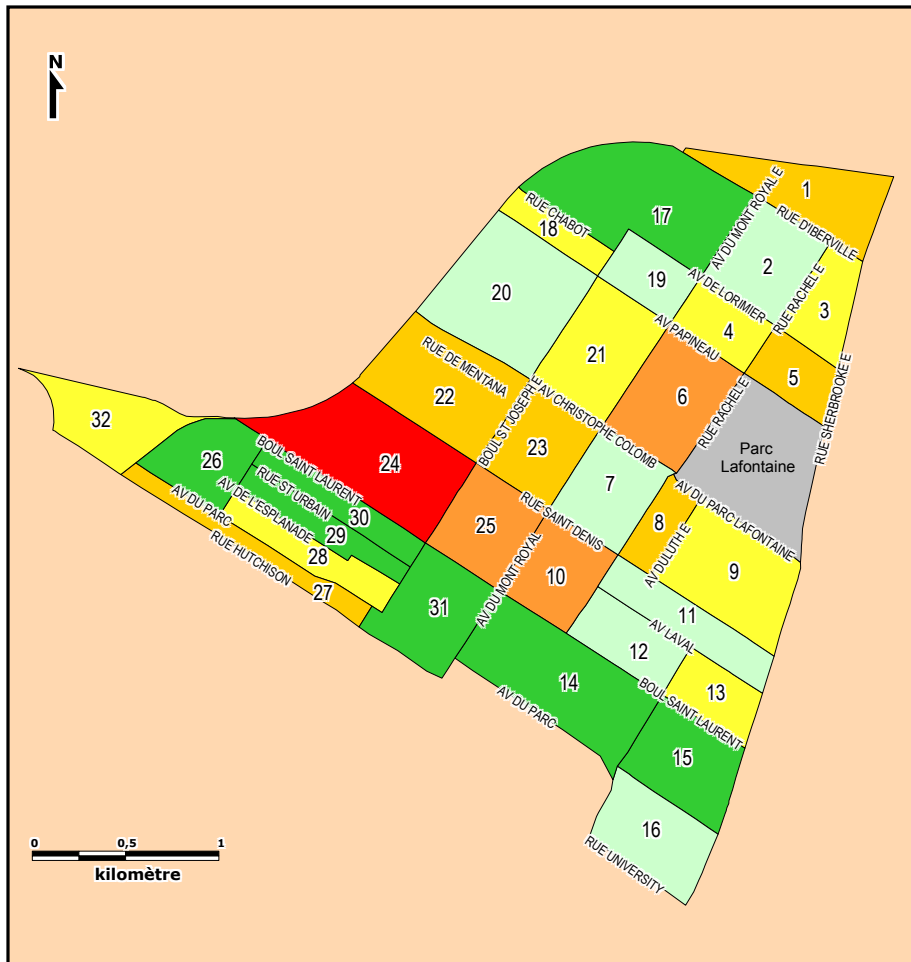 N
1
RUE D'IBERVILLE
AV DU MONT ROYAL E
17
RUE CHABOT
18
2
19
AV DE LORIMIER
RUE RACHEL E
3
20
4
AV PAPINEAU
21
5
RUE SHERBROOKE E
RUE DE MENTANA
22
BOUL ST JOSEPH E
AV CHRISTOPHE COLOMB
6
RUE RACHEL E
32
23
Parc
Lafontaine
26
BOUL SAINT LAURENT
24
RUE ST URBAIN
30
AV DE L'ESPLANADE
29
AV DU PARC
28
RUE HUTCHISON
27
7
AV DU PARC LAFONTAINE
RUE SAINT DENIS
25
8
AV DULUTH E
9
AV DU MONT ROYAL
10
31
11
AV LAVAL
12
14
AV DU PARC
13
BOUL SAINT LAURENT
15
16
RUE UNIVERSITY
0 0,5 1
kilomètre